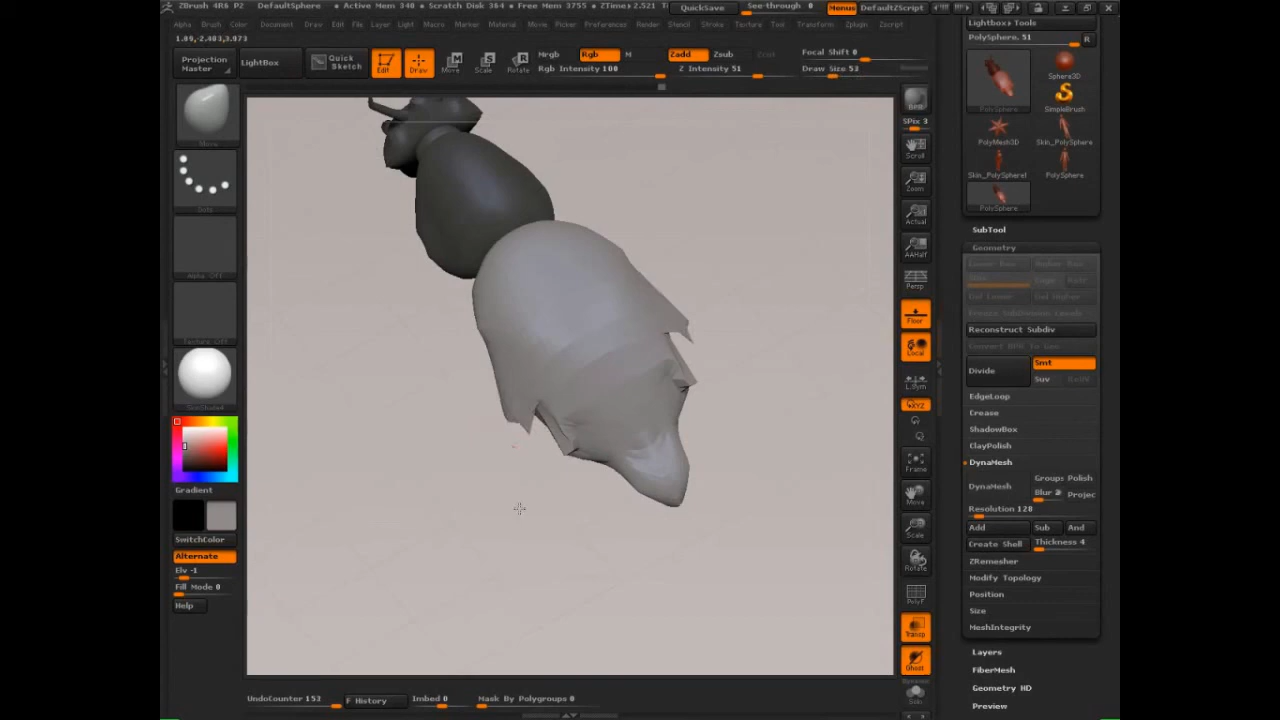 ZBrush 4R6 P2 DefaultSphere • Active Mem 340 • Scratch Disk 364 • Free Mem 3755 • ZTime▸2.521
QuickSave
See-through 0
Menus
DefaultZScript
Alpha Brush Color Document Draw Edit File Layer Light Macro Marker Material Movie Picker Preferences Render Stencil Stroke Texture Tool Transform Zplugin Zscript
Projection Master
LightBox
Quick Sketch
Edit
Draw
Move
Scale
Rotate
Mrgb
Rgb
M
Rgb Intensity 100
Zadd
Zsub
Z Intensity 51
Focal Shift 0
Draw Size 53
Move
Dots
Alpha Off
Texture Off
SkinShade4
Gradient
SwitchColor
Alternate
Elv -1
Fill Mode 0
Help
BPR
SPix 3
Scroll
Zoom
Actual
AAHalf
Persp
Floor
Local
L.Sym
XYZ
Frame
Move
Scale
Rotate
PolyF
Transp
Ghost
Lightbox▸ Tools
PolySphere. 51
R
PolySphere
Sphere3D
SimpleBrush
PolyMesh3D
Skin_PolySphere
Skin_PolySphere1
PolySphere
PolySphere
SubTool
Geometry
Reconstruct Subdiv
Divide
Smt
Suv
EdgeLoop
Crease
ShadowBox
ClayPolish
DynaMesh
DynaMesh
Groups Polish
Blur 2
Projec
Resolution 128
Add
Sub
And
Create Shell
Thickness 4
ZRemesher
Modify Topology
Position
Size
MeshIntegrity
Layers
FiberMesh
Geometry HD
Preview
UndoCounter 153
F History
Imbed 0
Mask By Polygroups 0